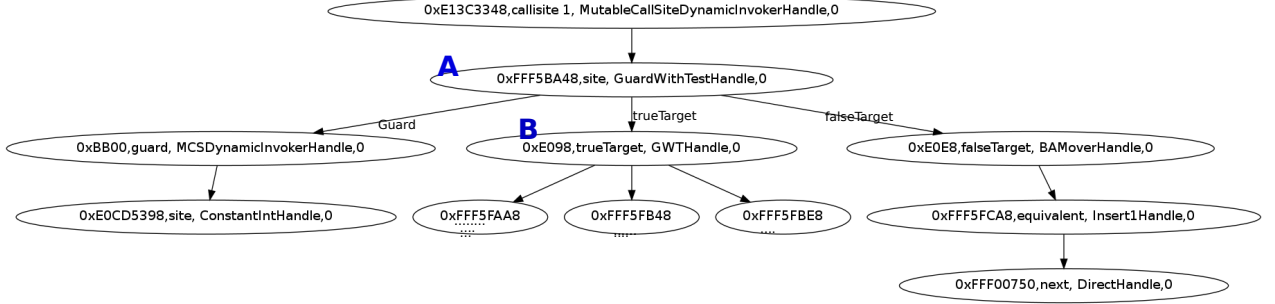 0xE13C3348,callsite 1, MutableCallSiteDynamicInvokerHandle,0
A
0xFFF5BA48,site, GuardWithTestHandle,0
Guard
trueTarget
falseTarget
B
0xBB00,guard, MCSDynamicInvokerHandle,0
0xE098,trueTarget, GWTHandle,0
0xE0E8,falseTarget, BAMoverHandle,0
0xE0CD5398,site, ConstantIntHandle,0
0xFFF5FAA8
0xFFF5FB48
0xFFF5FBE8
0xFFF5FCA8,equivalent, Insert1Handle,0
0xFFF00750,next, DirectHandle,0